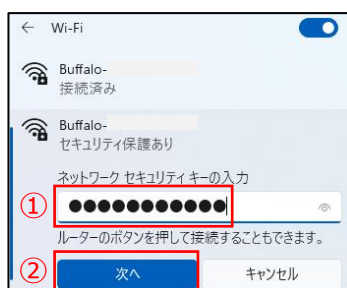 ← Wi-Fi
Buffalo-
接続済み
Buffalo-
セキュリティ保護あり
ネットワーク セキュリティ キーの入力
① ●●●●●●●●●●●
ルーターのボタンを押して接続することもできます。
② 次へ キャンセル